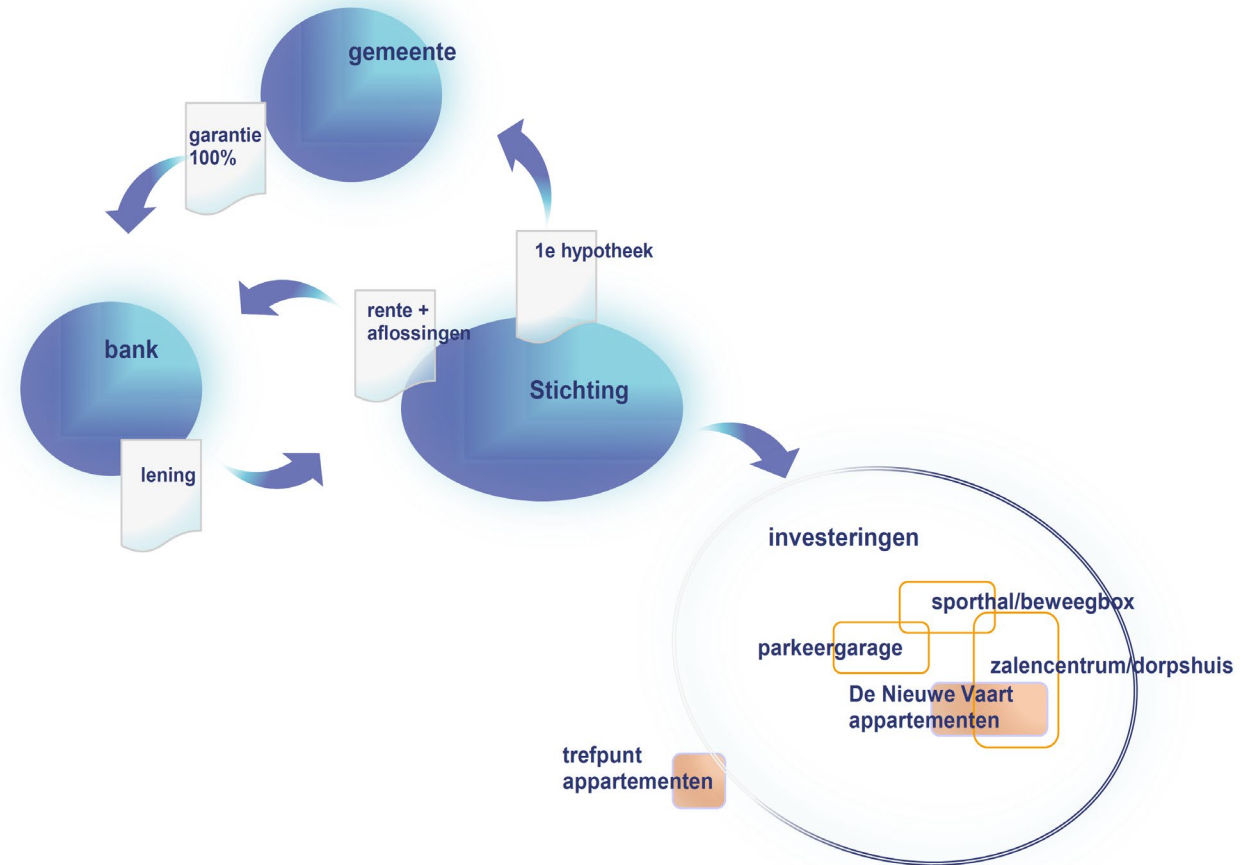 gemeente
garantie
100%
1e hypotheek
rente +
aflossingen
bank
Stichting
lening
investeringen
sporthal/beweegbox
parkeergarage
zalencentrum/dorpshuis
De Nieuwe Vaart
appartementen
trefpunt
appartementen